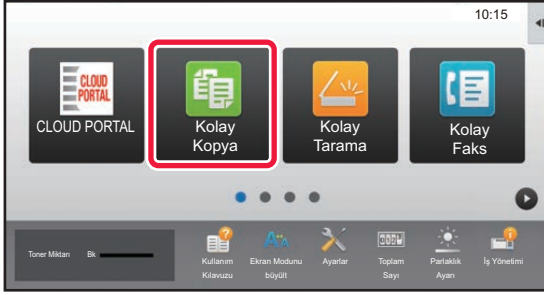 10:15
CLOUD
PORTAL
CLOUD PORTAL
Kolay
Kopya
Kolay
Tarama
Kolay
Faks
Toner Miktarı Bk
Kullanım
Kılavuzu
Ekran Modunu
büyült
Ayarlar
Toplam
Sayı
Parlaklık
Ayarı
İş Yönetimi